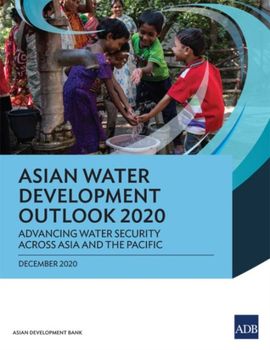 ASIAN WATER
DEVELOPMENT
OUTLOOK 2020
ADVANCING WATER SECURITY
ACROSS ASIA AND THE PACIFIC
DECEMBER 2020
ASIAN DEVELOPMENT BANK
ADB